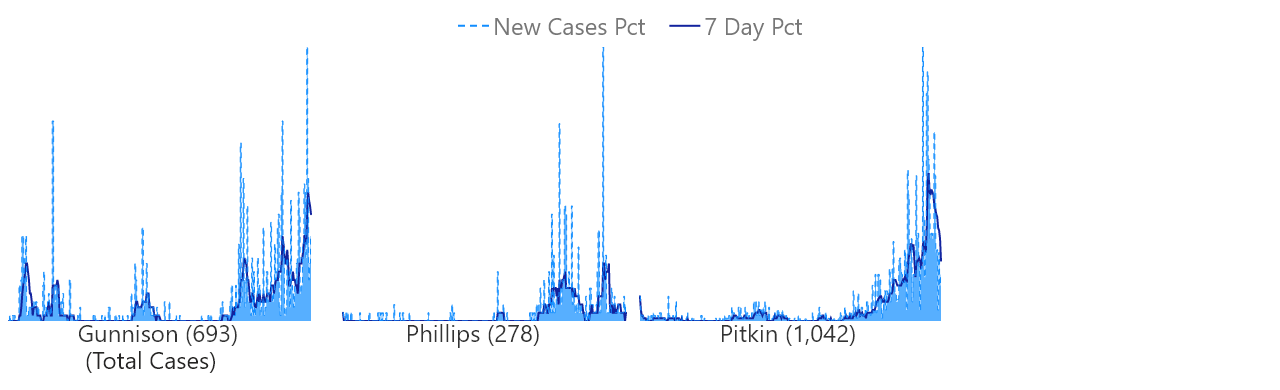 New Cases Pct 7 Day Pct
Gunnison (693) Phillips (278) Pitkin (1,042)
(Total Cases)